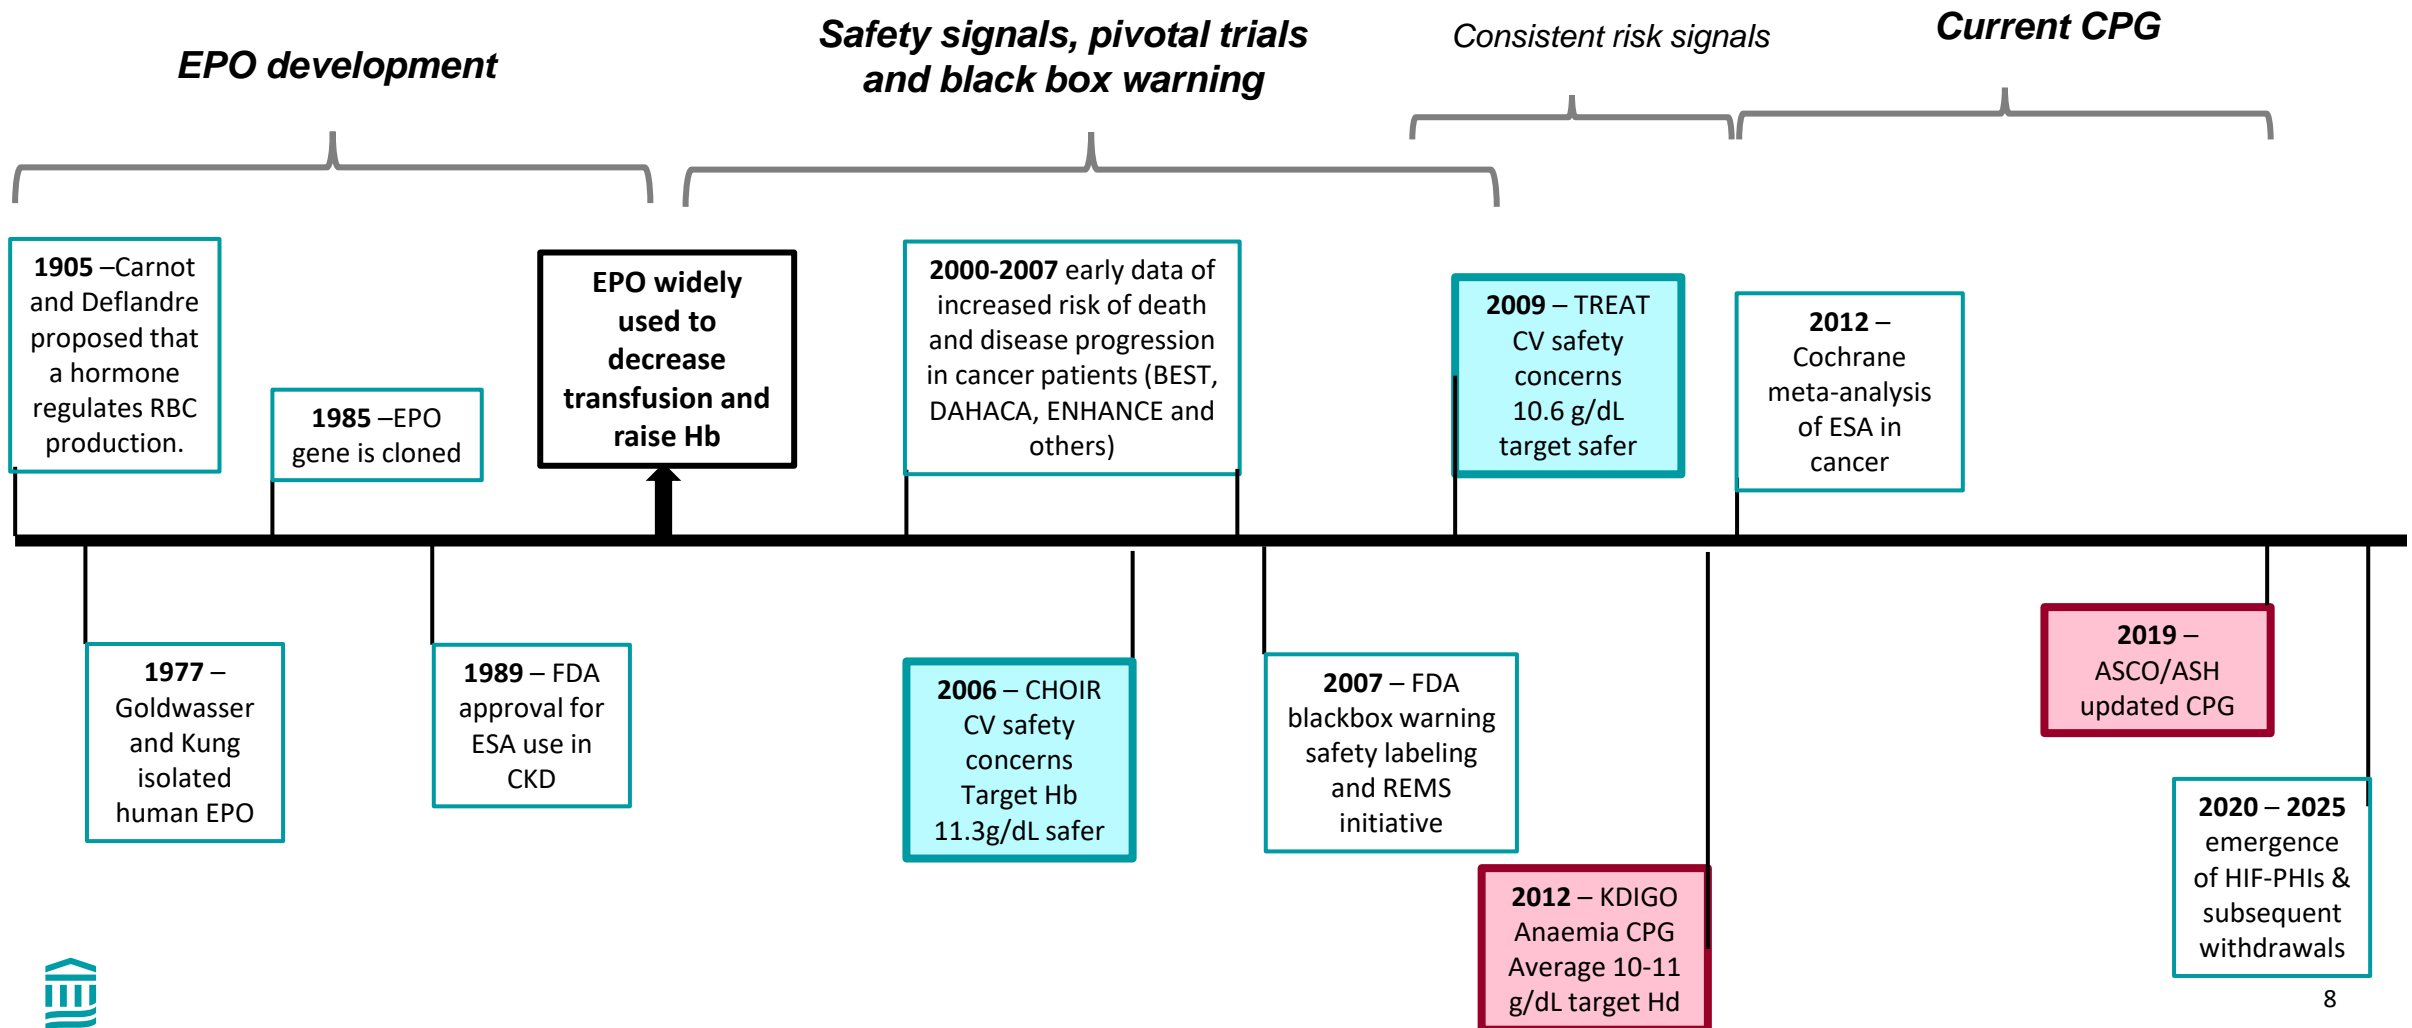 EPO development
Safety signals, pivotal trials
and black box warning
Consistent risk signals
Current CPG
1905 –Carnot
and Deflandre
proposed that
a hormone
regulates RBC
production.
1985 –EPO
gene is cloned
EPO widely
used to
decrease
transfusion and
raise Hb
2000-2007 early data of
increased risk of death
and disease progression
in cancer patients (BEST,
DAHACA, ENHANCE and
others)
2009 – TREAT
CV safety
concerns
10.6 g/dL
target safer
2012 –
Cochrane
meta-analysis
of ESA in
cancer
1977 –
Goldwasser
and Kung
isolated
human EPO
1989 – FDA
approval for
ESA use in
CKD
2006 – CHOIR
CV safety
concerns
Target Hb
11.3g/dL safer
2007 – FDA
blackbox warning
safety labeling
and REMS
initiative
2012 – KDIGO
Anaemia CPG
Average 10-11
g/dL target Hd
2019 –
ASCO/ASH
updated CPG
2020 – 2025
emergence
of HIF-PHIs &
subsequent
withdrawals
8